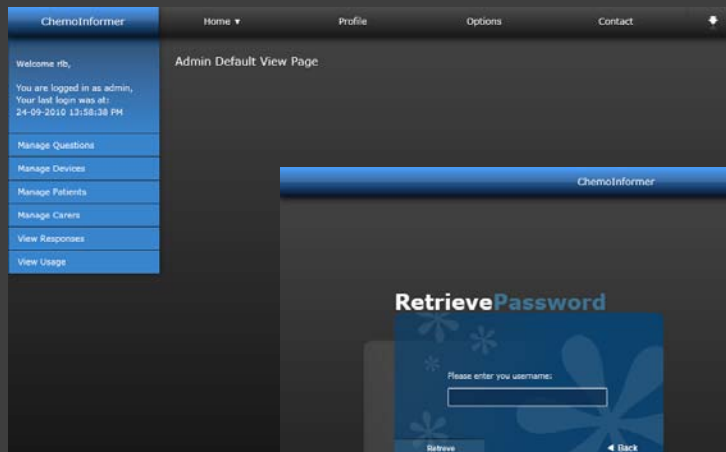 ChemoInformer Home ▼ Profile Options Contact
Welcome rlb,
You are logged in as admin,
Your last login was at:
24-09-2010 13:58:38 PM
Manage Questions
Manage Devices
Manage Patients
Manage Carers
View Responses
View Usage
Admin Default View Page
ChemoInformer
RetrievePassword
Please enter you username:
Retreve
◄ Back